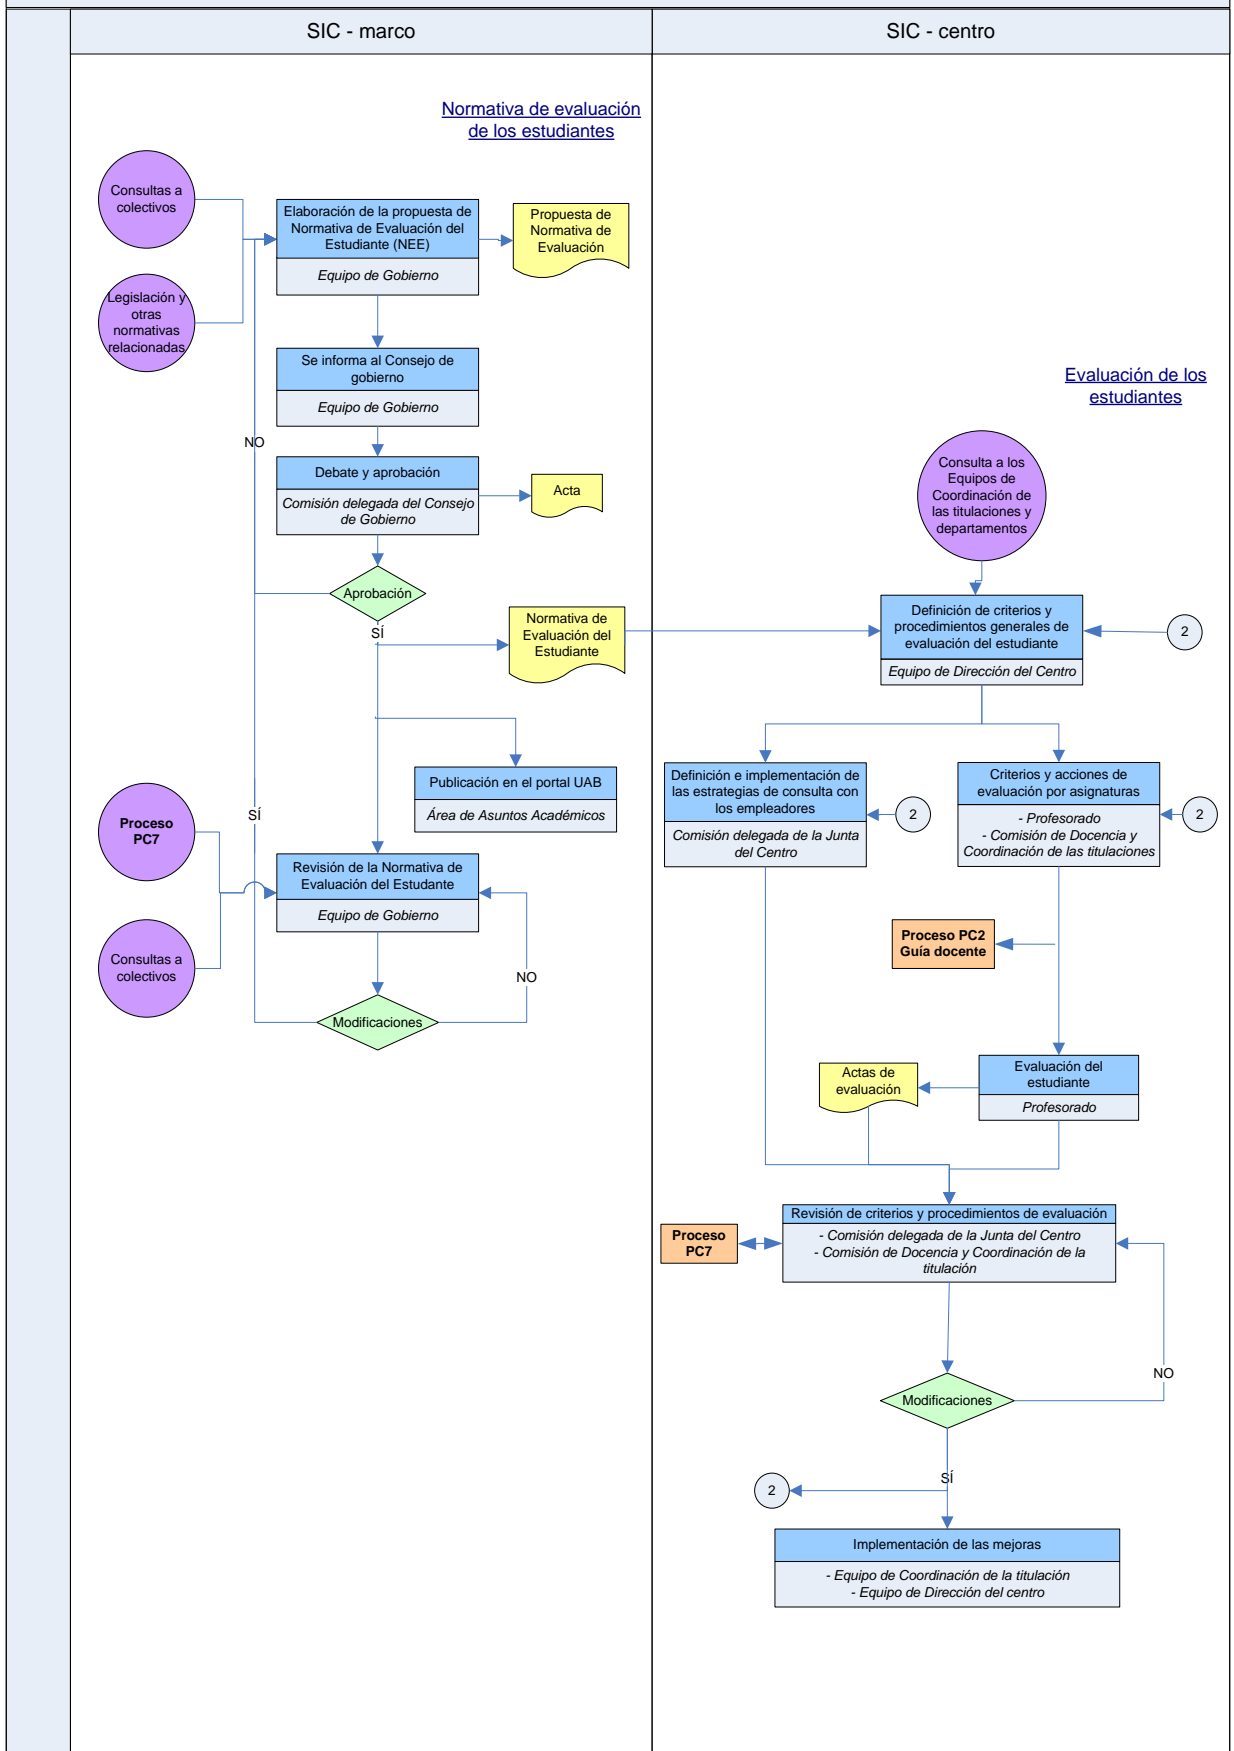 SIC - marco
SIC - centro
Normativa de evaluación
de los estudiantes
Consultas a
colectivos
Elaboración de la propuesta de
Normativa de Evaluación del
Estudiante (NEE)
Equipo de Gobierno
Propuesta de
Normativa de
Evaluación
Legislación y
otras
normativas
relacionadas
Se informa al Consejo de
gobierno
Equipo de Gobierno
NO
Debate y aprobación
Comisión delegada del Consejo
de Gobierno
Acta
Aprobación
SÍ
Normativa de
Evaluación del
Estudiante
Publicación en el portal UAB
Área de Asuntos Académicos
SÍ
Proceso
PC7
Revisión de la Normativa de
Evaluación del Estudante
Equipo de Gobierno
Consultas a
colectivos
NO
Modificaciones
Evaluación de los
estudiantes
Consulta a los
Equipos de
Coordinación de
las titulaciones y
departamentos
Definición de criterios y
procedimientos generales de
evaluación del estudiante
Equipo de Dirección del Centro
2
Definición e implementación de
las estrategias de consulta con
los empleadores
Comisión delegada de la Junta
del Centro
2
Criterios y acciones de
evaluación por asignaturas
- Profesorado
- Comisión de Docencia y
Coordinación de las titulaciones
2
Proceso PC2
Guía docente
Evaluación del
estudiante
Profesorado
Actas de
evaluación
Revisión de criterios y procedimientos de evaluación
- Comisión delegada de la Junta del Centro
- Comisión de Docencia y Coordinación de la
titulación
Proceso
PC7
NO
Modificaciones
SÍ
2
Implementación de las mejoras
- Equipo de Coordinación de la titulación
- Equipo de Dirección del centro